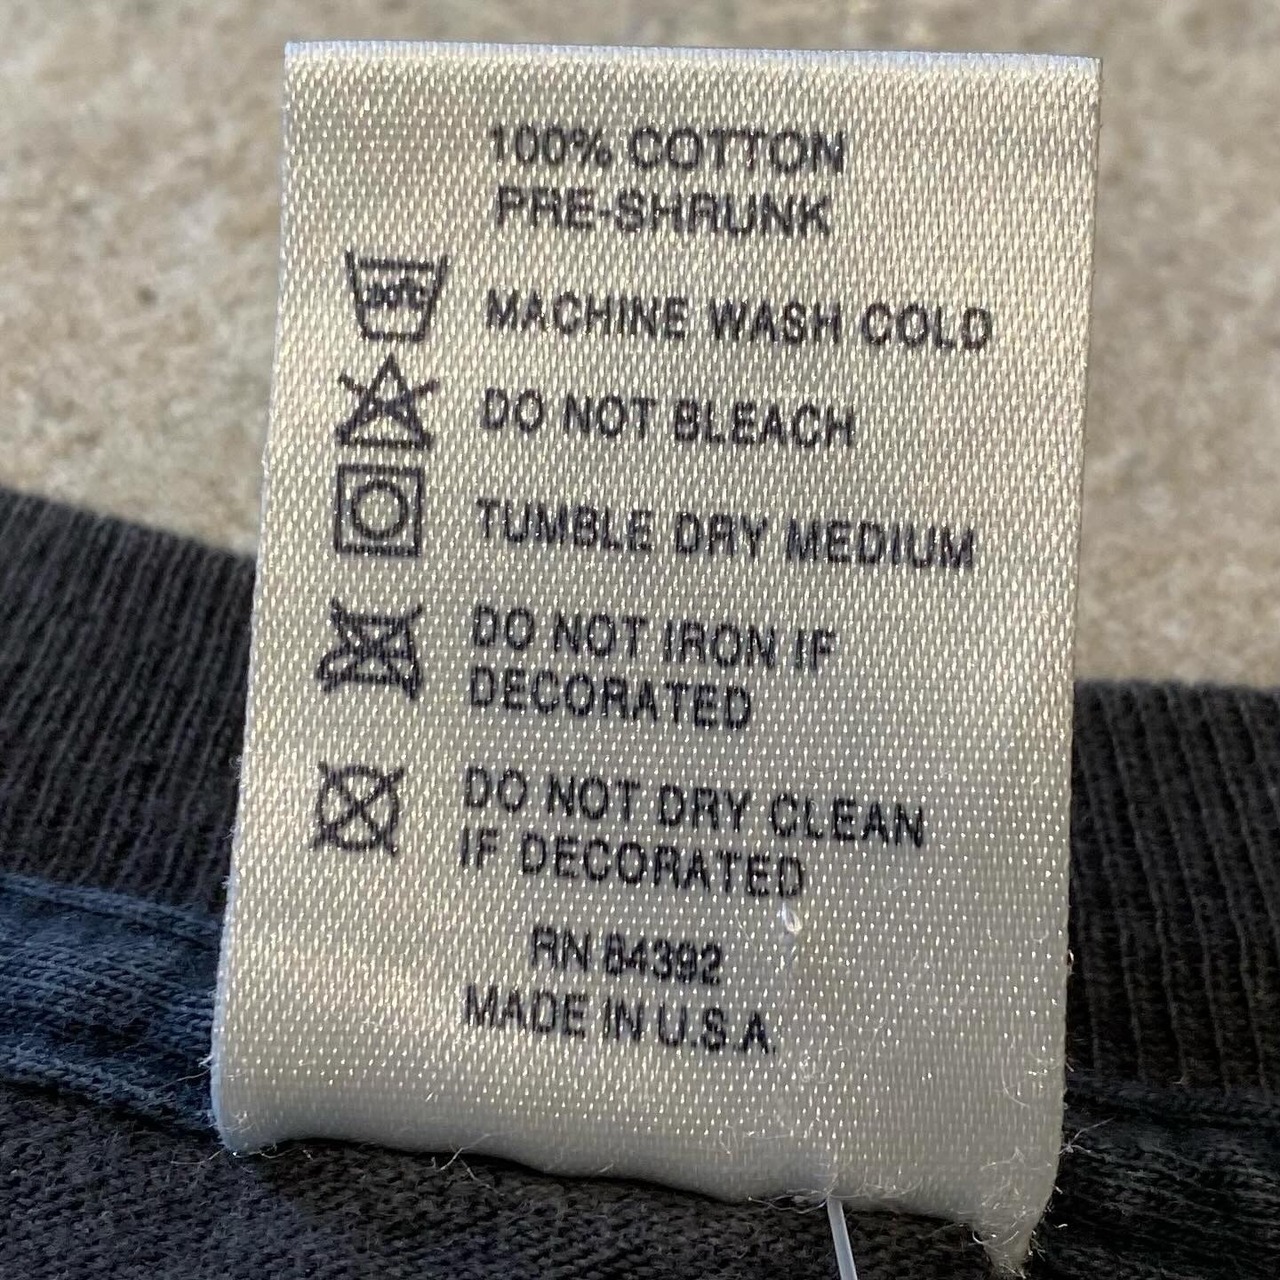 100% COTTON
PRE-SHRUNK
30°C
MACHINE WASH COLD
DO NOT BLEACH
TUMBLE DRY MEDIUM
DO NOT IRON IF
DECORATED
DO NOT DRY CLEAN
IF DECORATED
RN 84392
MADE IN U.S.A.